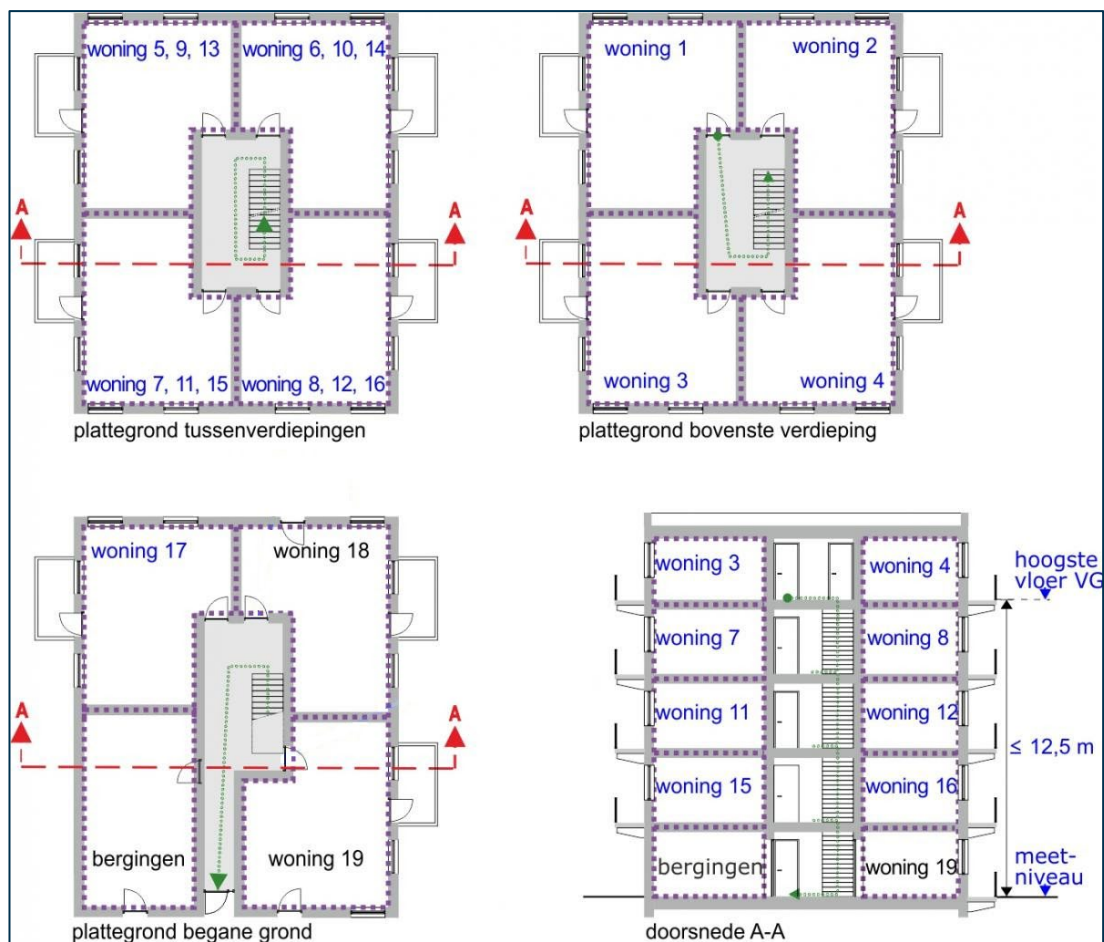 woning 5, 9, 13
woning 6, 10, 14
A
A
woning 7, 11, 15
woning 8, 12, 16
plattegrond tussenverdiepingen
woning 1
woning 2
A
A
woning 3
woning 4
plattegrond bovenste verdieping
woning 17
woning 18
A
A
bergingen
woning 19
plattegrond begane grond
woning 3
woning 4
hoogste
vloer VG
woning 7
woning 8
woning 11
woning 12
≤ 12,5 m
woning 15
woning 16
bergingen
woning 19
meet-
niveau
doorsnede A-A